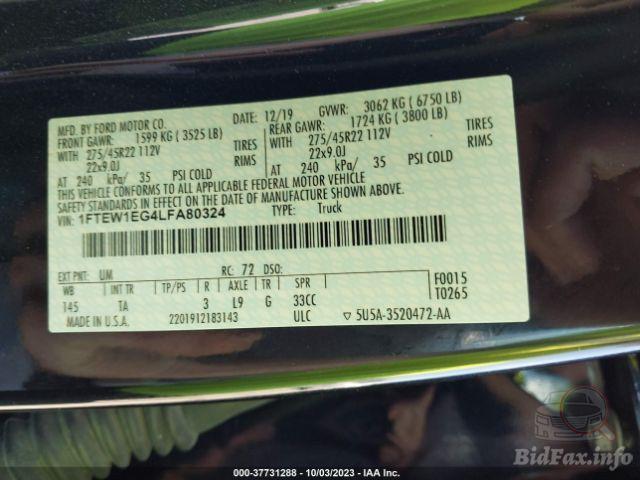 MFD. BY FORD MOTOR CO.
DATE: 12/19 GVWR: 3062 KG ( 6750 LB)
FRONT GAWR: 1599 KG ( 3525 LB)
REAR GAWR: 1724 KG ( 3800 LB)
WITH 275/45R22 112V TIRES
WITH 275/45R22 112V TIRES
22x9.0J RIMS
22x9.0J RIMS
AT 240 kPa/ 35 PSI COLD
AT 240 kPa/ 35 PSI COLD
THIS VEHICLE CONFORMS TO ALL APPLICABLE FEDERAL MOTOR VEHICLE
SAFETY STANDARDS IN EFFECT ON THE DATE OF MANUFACTURE SHOWN ABOVE.
VIN: 1FTEW1EG4LFA80324 TYPE: Truck
EXT PNT: UM RC: 72 DSO:
WB INT TR TP/PS R AXLE TR SPR
145 TA 3 L9 G 33CC
F0015
T0265
MADE IN U.S.A. 2201912183143 ULC ▽ 5U5A-3520472-AA
BidFax.info
000-37731288 - 10/03/2023 - IAA Inc.